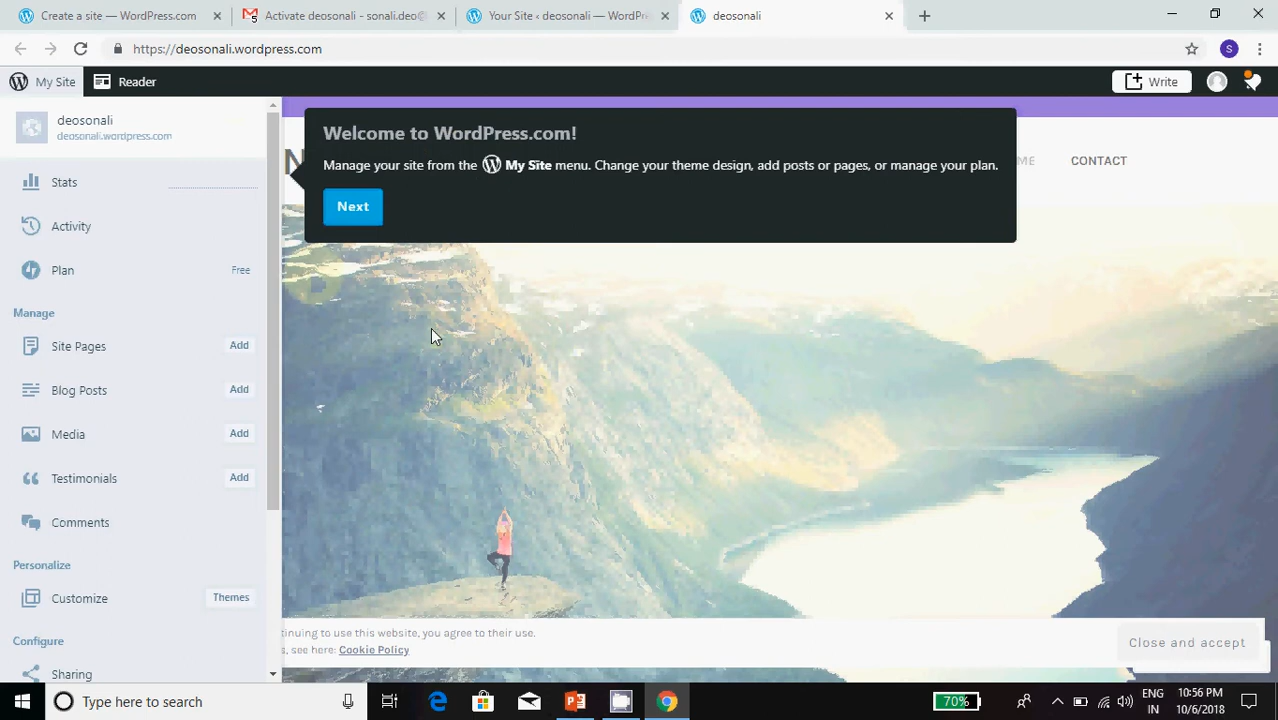 Create a site — WordPress.com
Activate deosonali - sonali.deo@
Your Site ‹ deosonali — WordPr
deosonali
https://deosonali.wordpress.com
S
My Site
Reader
Write
deosonali
deosonali.wordpress.com
Welcome to WordPress.com!
Manage your site from the My Site menu. Change your theme design, add posts or pages, or manage your plan.
Next
CONTACT
Stats
Activity
Plan
Free
Manage
Site Pages
Add
Blog Posts
Add
Media
Add
Testimonials
Add
Comments
Personalize
Customize
Themes
Configure
Sharing
tinuing to use this website, you agree to their use.
s, see here: Cookie Policy
Close and accept
Type here to search
70%
ENG
IN
:56 PM
10/6/2018